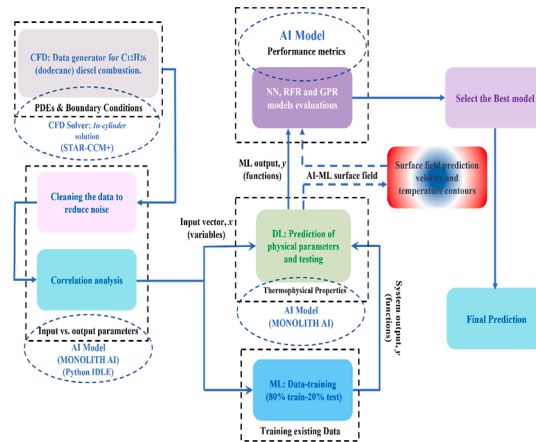 CFD: Data generator for C12H26
(dodecane) diesel combustion.
PDEs & Boundary Conditions
CFD Solver; In-cylinder
solution
(STAR-CCM+)
Cleaning the data to
reduce noise
Correlation analysis
Input vs. output parameters
AI Model
(MONOLITH AI)
(Python IDLE)
Input vector, x
(variables)
AI Model
Performance metrics
NN, RFR and GPR
models evaluations
ML output, y
(functions)
AI-ML surface field
DL: Prediction of
physical parameters
and testing
Thermophysical Properties
AI Model
(MONOLITH AI)
System output, y
(functions)
ML: Data-training
(80% train-20% test)
Training existing Data
Surface field prediction
velocity and
temperature contours
Select the Best model
Final Prediction